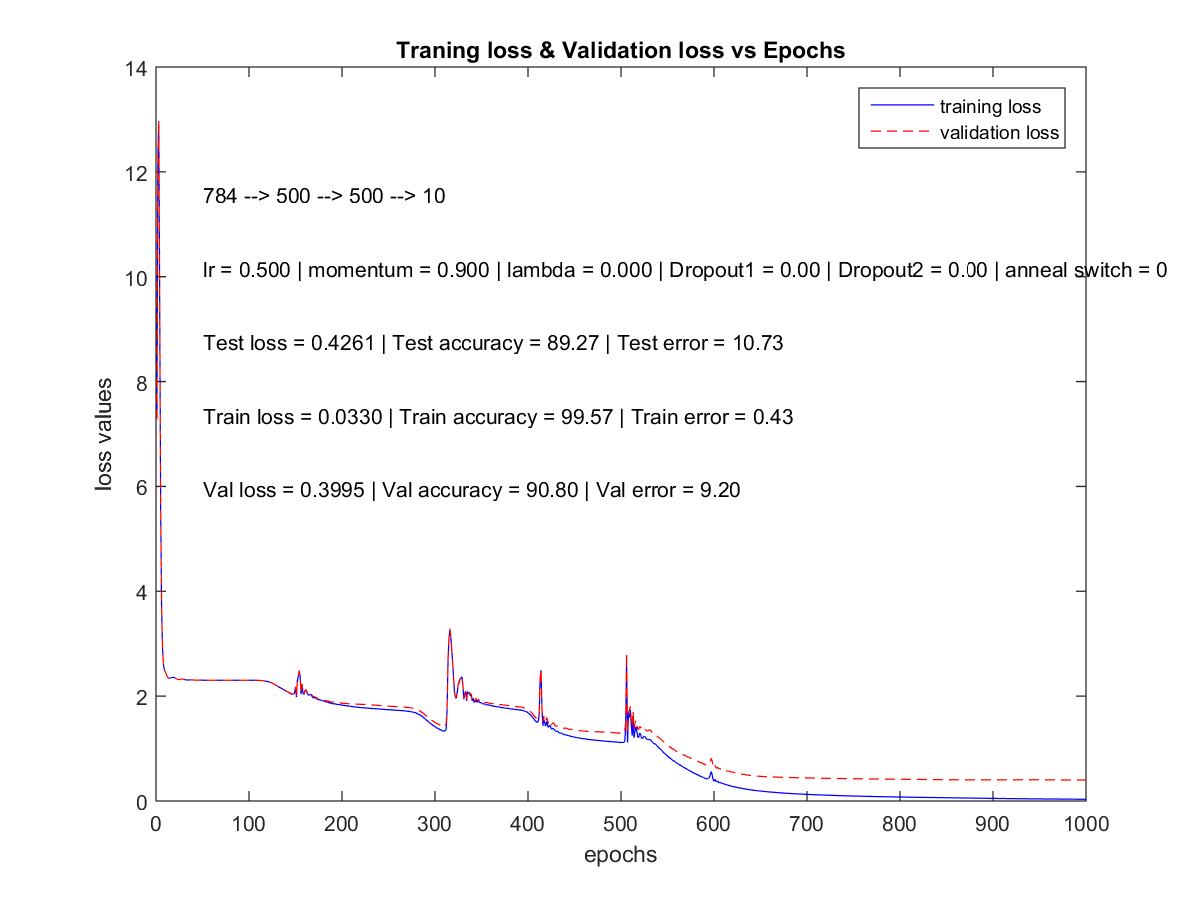 Traning loss & Validation loss vs Epochs
14
12
10
8
6
4
2
0
loss values
training loss
validation loss
784 --> 500 --> 500 --> 10
lr = 0.500 | momentum = 0.900 | lambda = 0.000 | Dropout1 = 0.00 | Dropout2 = 0.00 | anneal switch = 0
Test loss = 0.4261 | Test accuracy = 89.27 | Test error = 10.73
Train loss = 0.0330 | Train accuracy = 99.57 | Train error = 0.43
Val loss = 0.3995 | Val accuracy = 90.80 | Val error = 9.20
0 100 200 300 400 500 600 700 800 900 1000
epochs